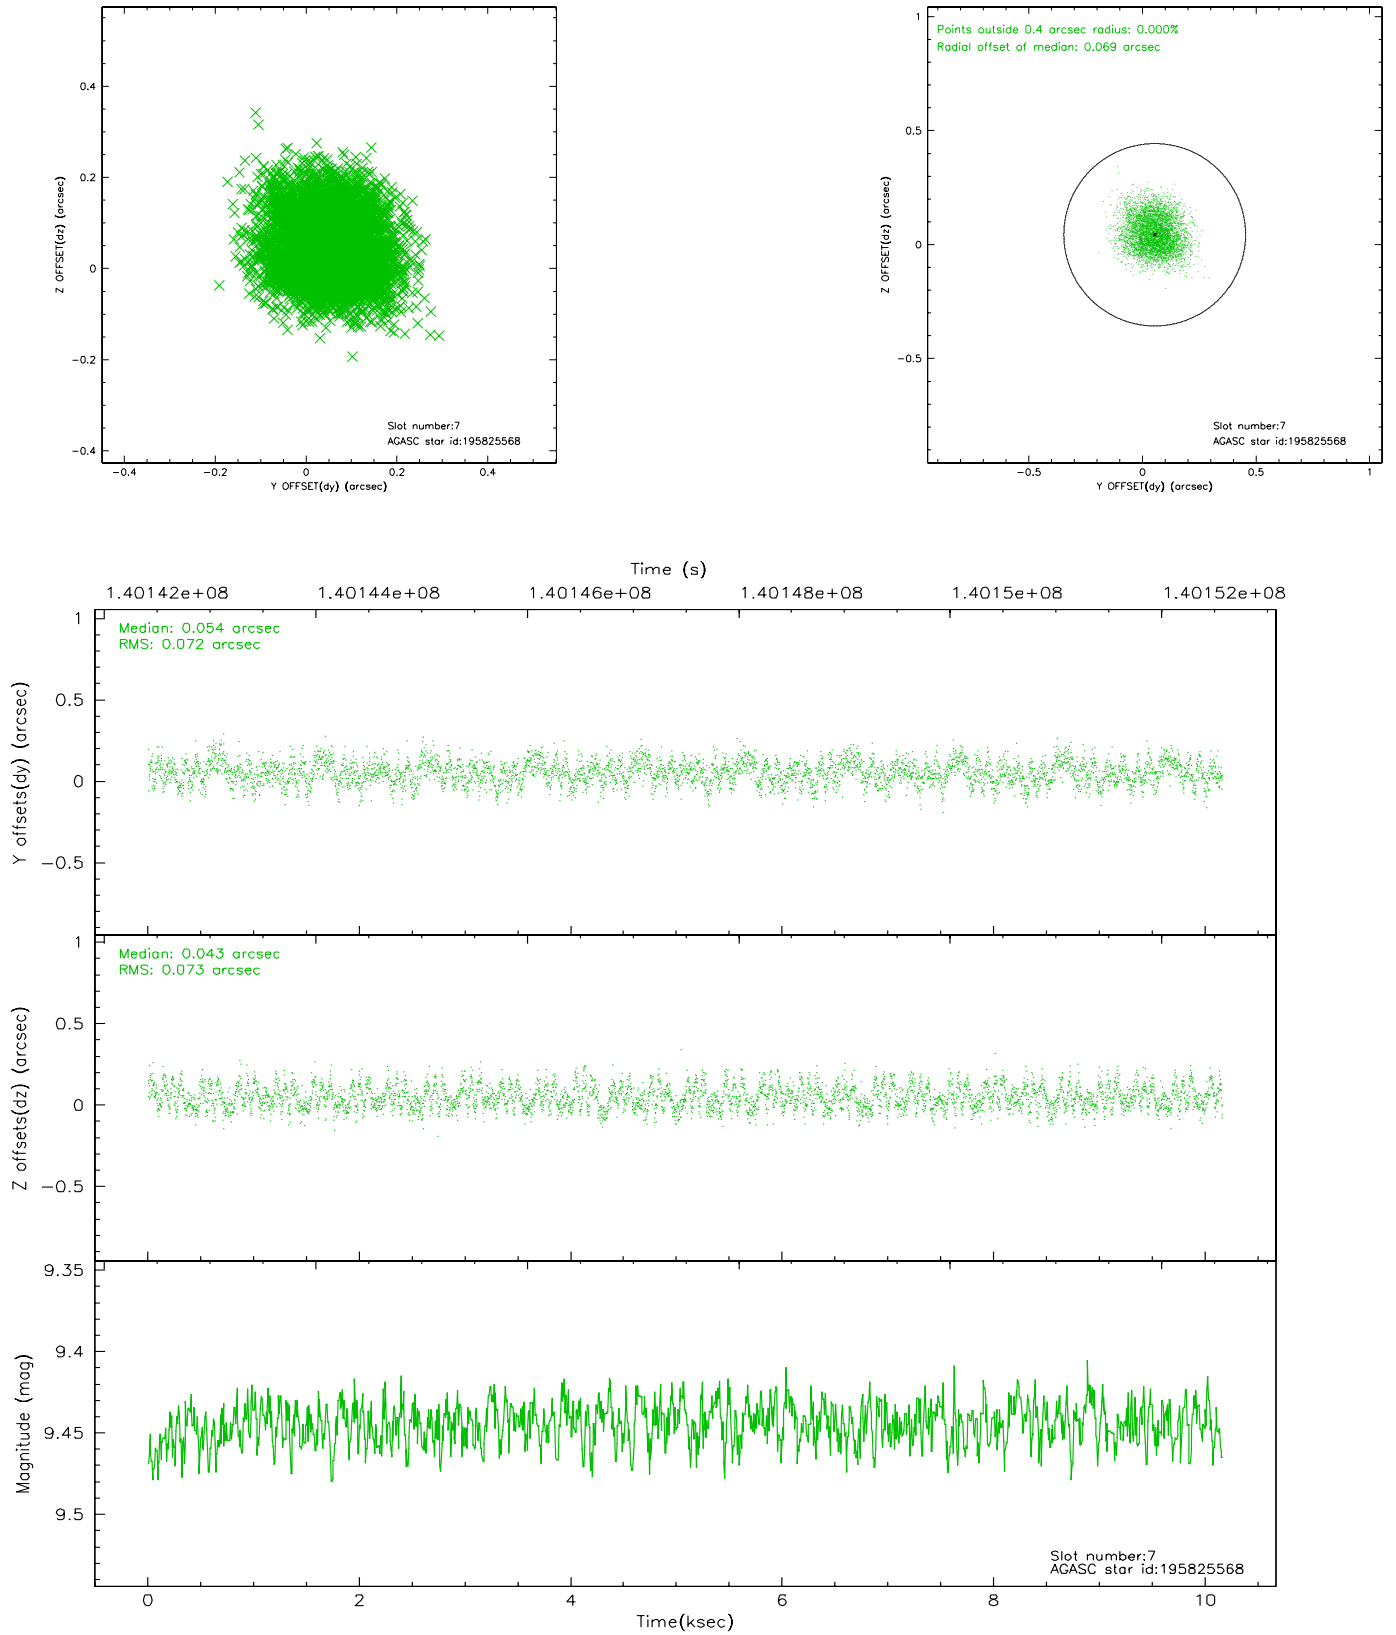 0.4
0.2
0
−0.2
−0.4
Z OFFSET(dz) (arcsec)
Slot number:7
AGASC star id:195825568
−0.4 −0.2 0 0.2 0.4
Y OFFSET(dy) (arcsec)
Points outside 0.4 arcsec radius: 0.000%
Radial offset of median: 0.069 arcsec
1
0.5
0
−0.5
Z OFFSET(dz) (arcsec)
Slot number:7
AGASC star id:195825568
−0.5 0 0.5 1
Y OFFSET(dy) (arcsec)
Time (s)
1.40142e+08 1.40144e+08 1.40146e+08 1.40148e+08 1.4015e+08 1.40152e+08
Median: 0.054 arcsec
RMS: 0.072 arcsec
1
0.5
0
−0.5
Y offsets(dy) (arcsec)
Median: 0.043 arcsec
RMS: 0.073 arcsec
1
0.5
0
−0.5
Z offsets(dz) (arcsec)
9.35
9.4
9.45
9.5
Magnitude (mag)
Slot number:7
AGASC star id:195825568
0 2 4 6 8 10
Time(ksec)